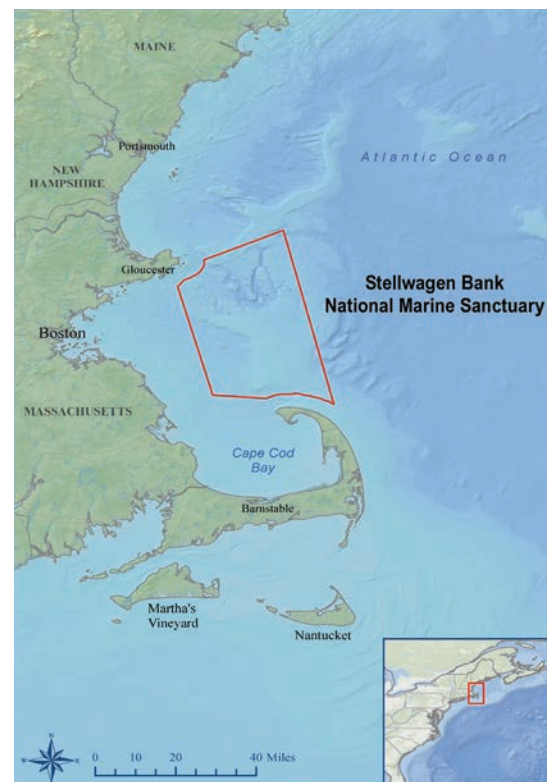 MAINE
Atlantic Ocean
Portsmouth
NEW
HAMPSHIRE
Gloucester
Stellwagen Bank
National Marine Sanctuary
Boston
MASSACHUSETTS
Cape Cod
Bay
Barnstable
Martha's
Vineyard
Nantucket
N
W
E
S
0 10 20 40 Miles